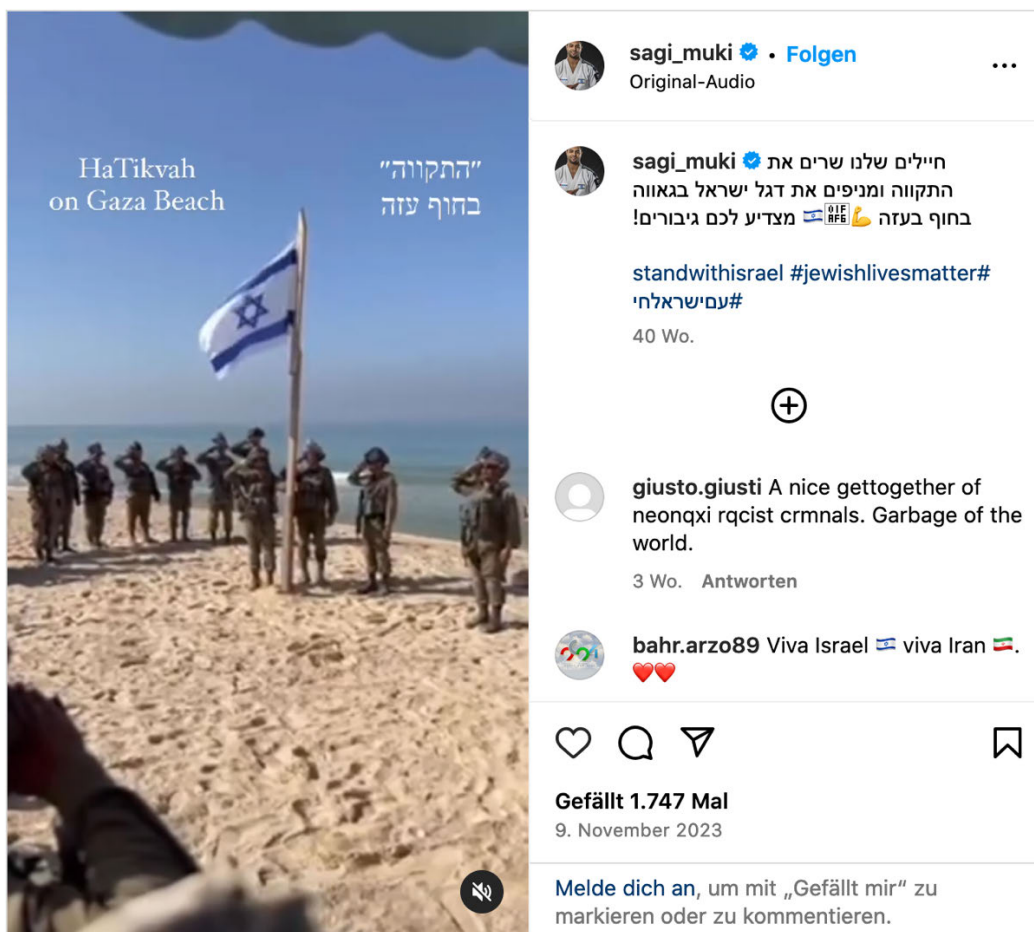 HaTikvah
on Gaza Beach
״התקווה״
בחוף עזה
sagi_muki • Folgen
Original-Audio
sagi_muki חיילים שלנו שרים את
התקווה ומניפים את דגל ישראל בגאווה
בחוף בעזה 💪🇮🇱 מצדיע לכם גיבורים!
standwithisrael #jewishlivesmatter#
#עםישראלחי
40 Wo.
giusto.giusti A nice gettogether of
neonqxi rqcist crmnals. Garbage of the
world.
3 Wo. Antworten
bahr.arzo89 Viva Israel 🇮🇱 viva Iran 🇮🇷.
❤️❤️
Gefällt 1.747 Mal
9. November 2023
Melde dich an, um mit „Gefällt mir“ zu
markieren oder zu kommentieren.